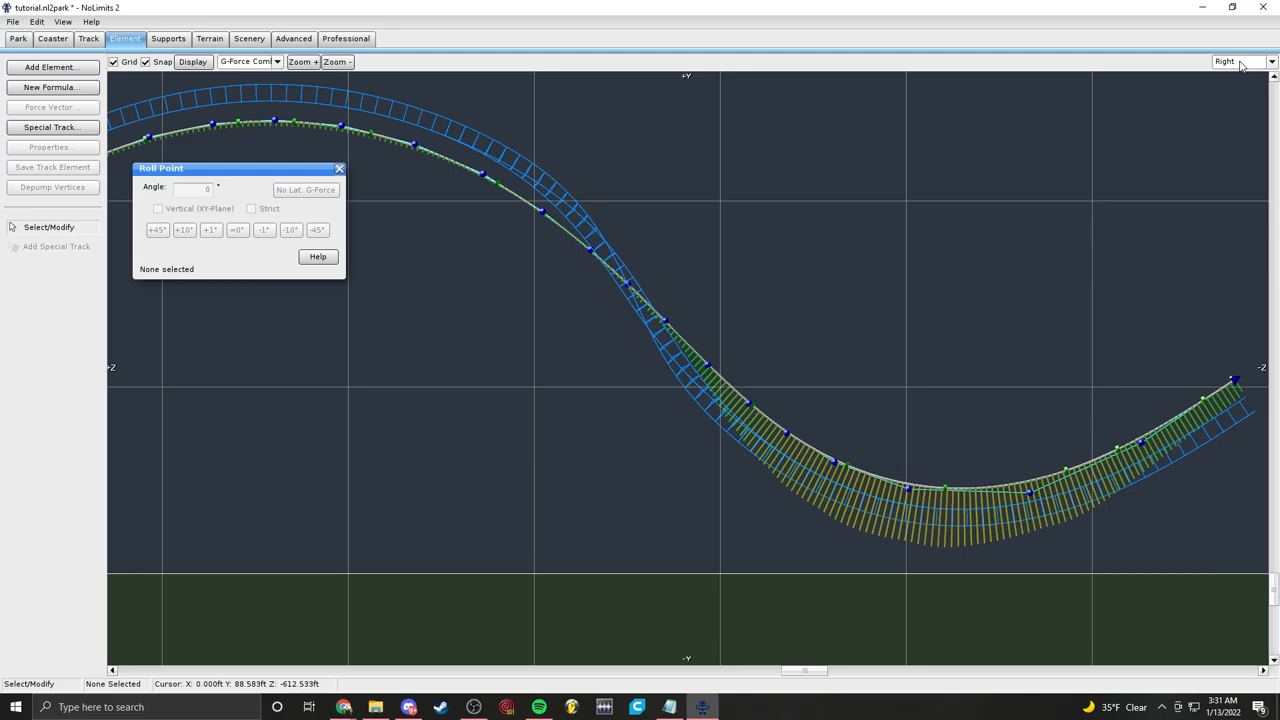 tutorial.nl2park * - NoLimits 2
File Edit View Help
Park Coaster Track Element Supports Terrain Scenery Advanced Professional
Add Element... Grid Snap Display G-Force Com Zoom + Zoom - Right
New Formula...
Force Vector...
Special Track...
Properties...
Save Track Element
Depump Vertices
Select/Modify
Add Special Track
+Y
Roll Point
Angle: 0 ° No Lat. G-Force
Vertical (XY-Plane) Strict
+45° +10° +1° =0° -1° -10° -45°
Help
None selected
+Z -Z
-Y
Select/Modify None Selected Cursor: X: 0.000ft Y: 88.583ft Z: -612.533ft
Type here to search
35°F Clear
3:31 AM
1/13/2022